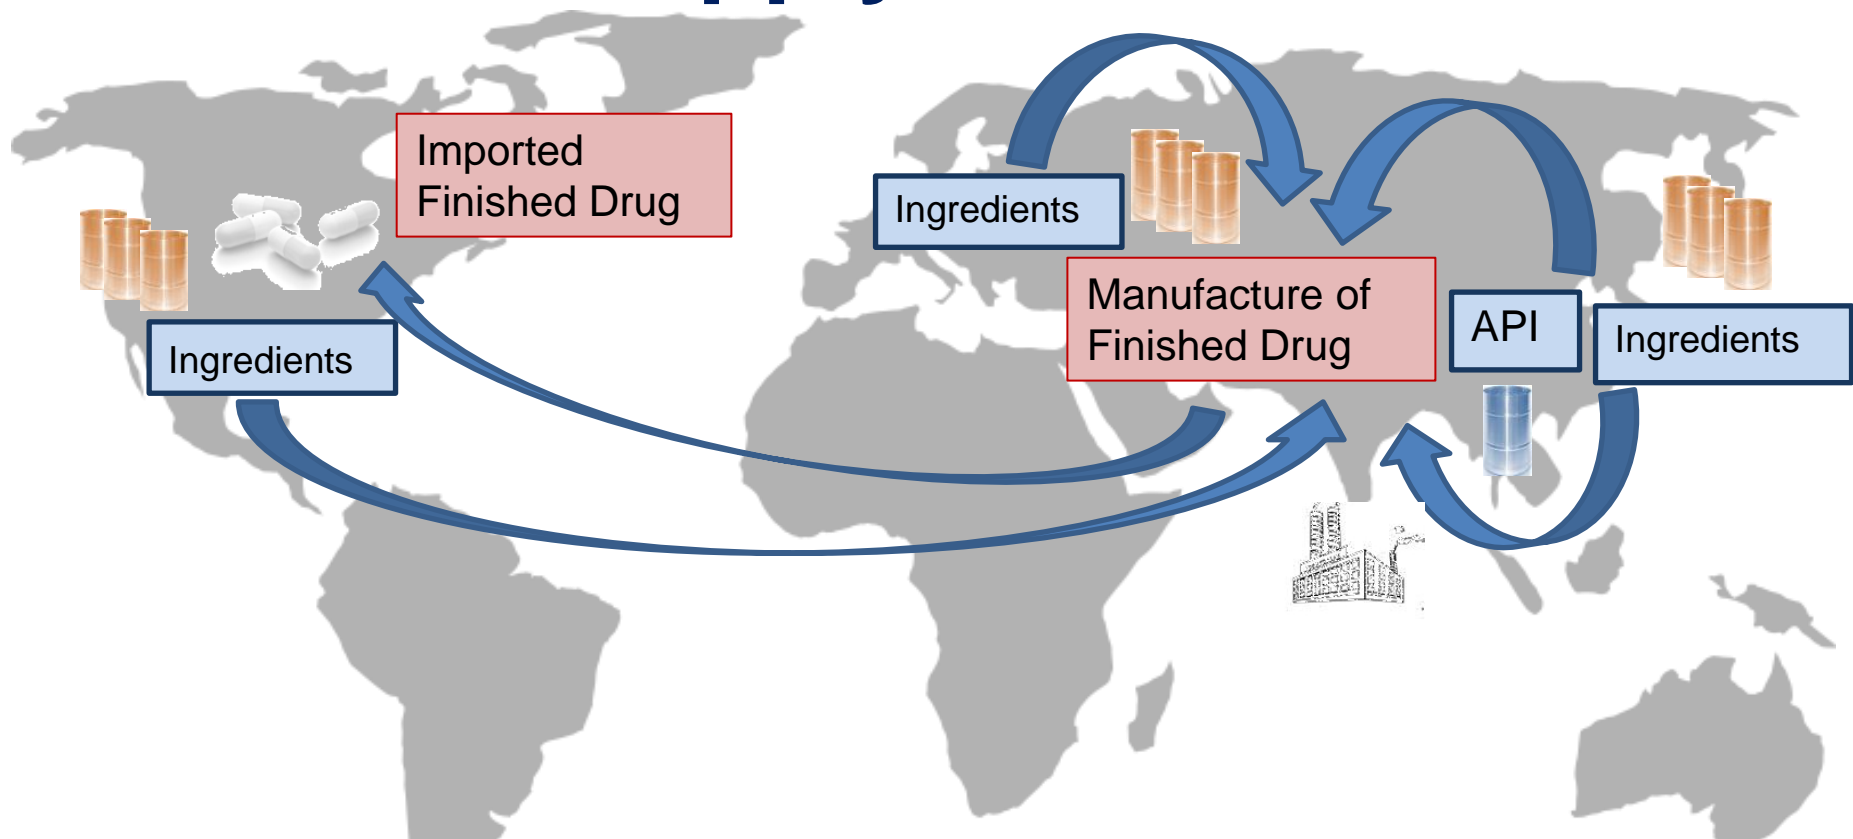 Imported
Finished Drug
Ingredients
Manufacture of
Finished Drug
API
Ingredients
Ingredients